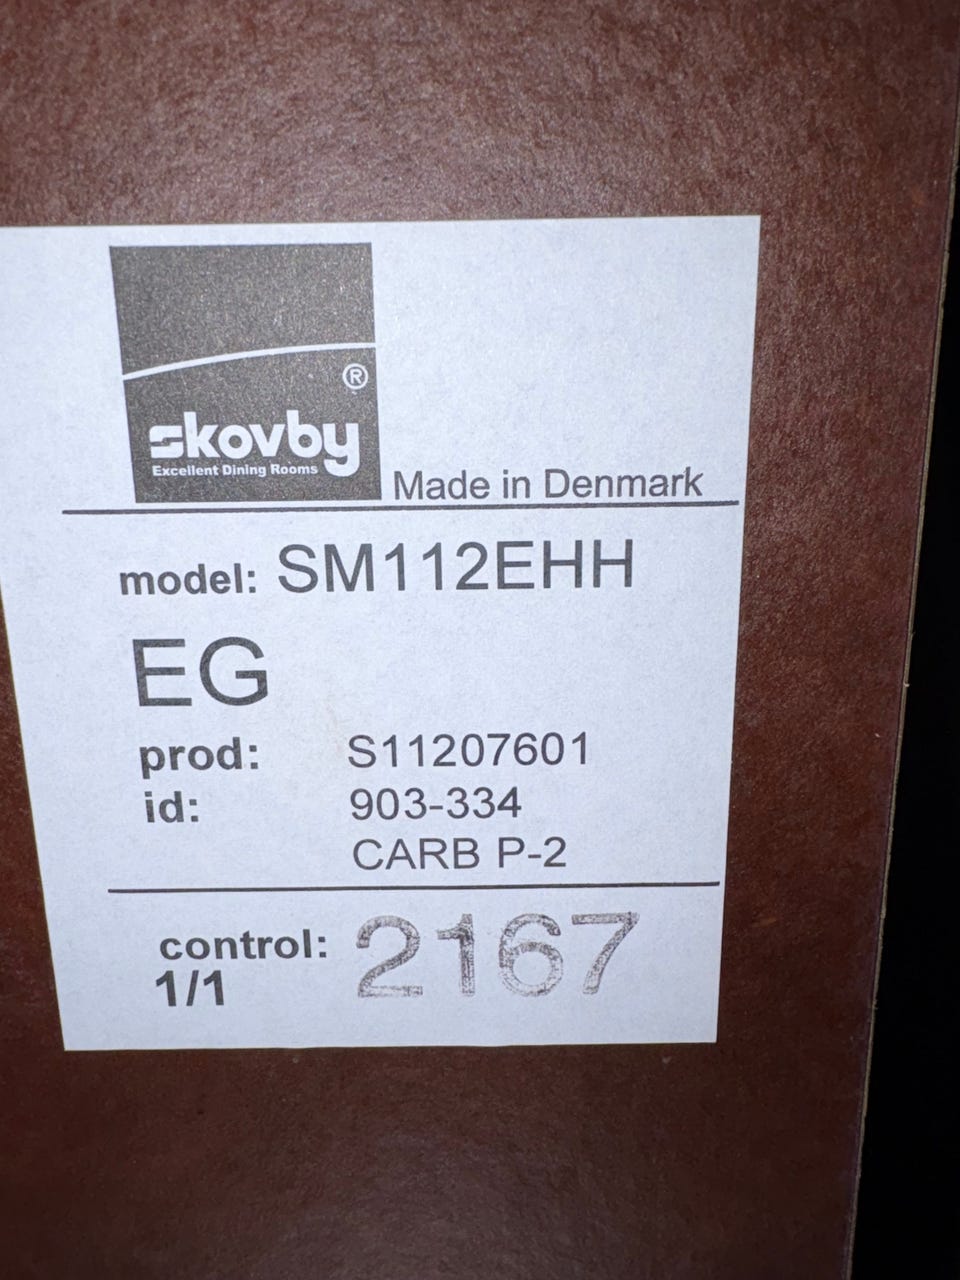 ®
skovby
Excellent Dining Rooms
Made in Denmark
model: SM112EHH
EG
prod: S11207601
id: 903-334
CARB P-2
control: 2167
1/1